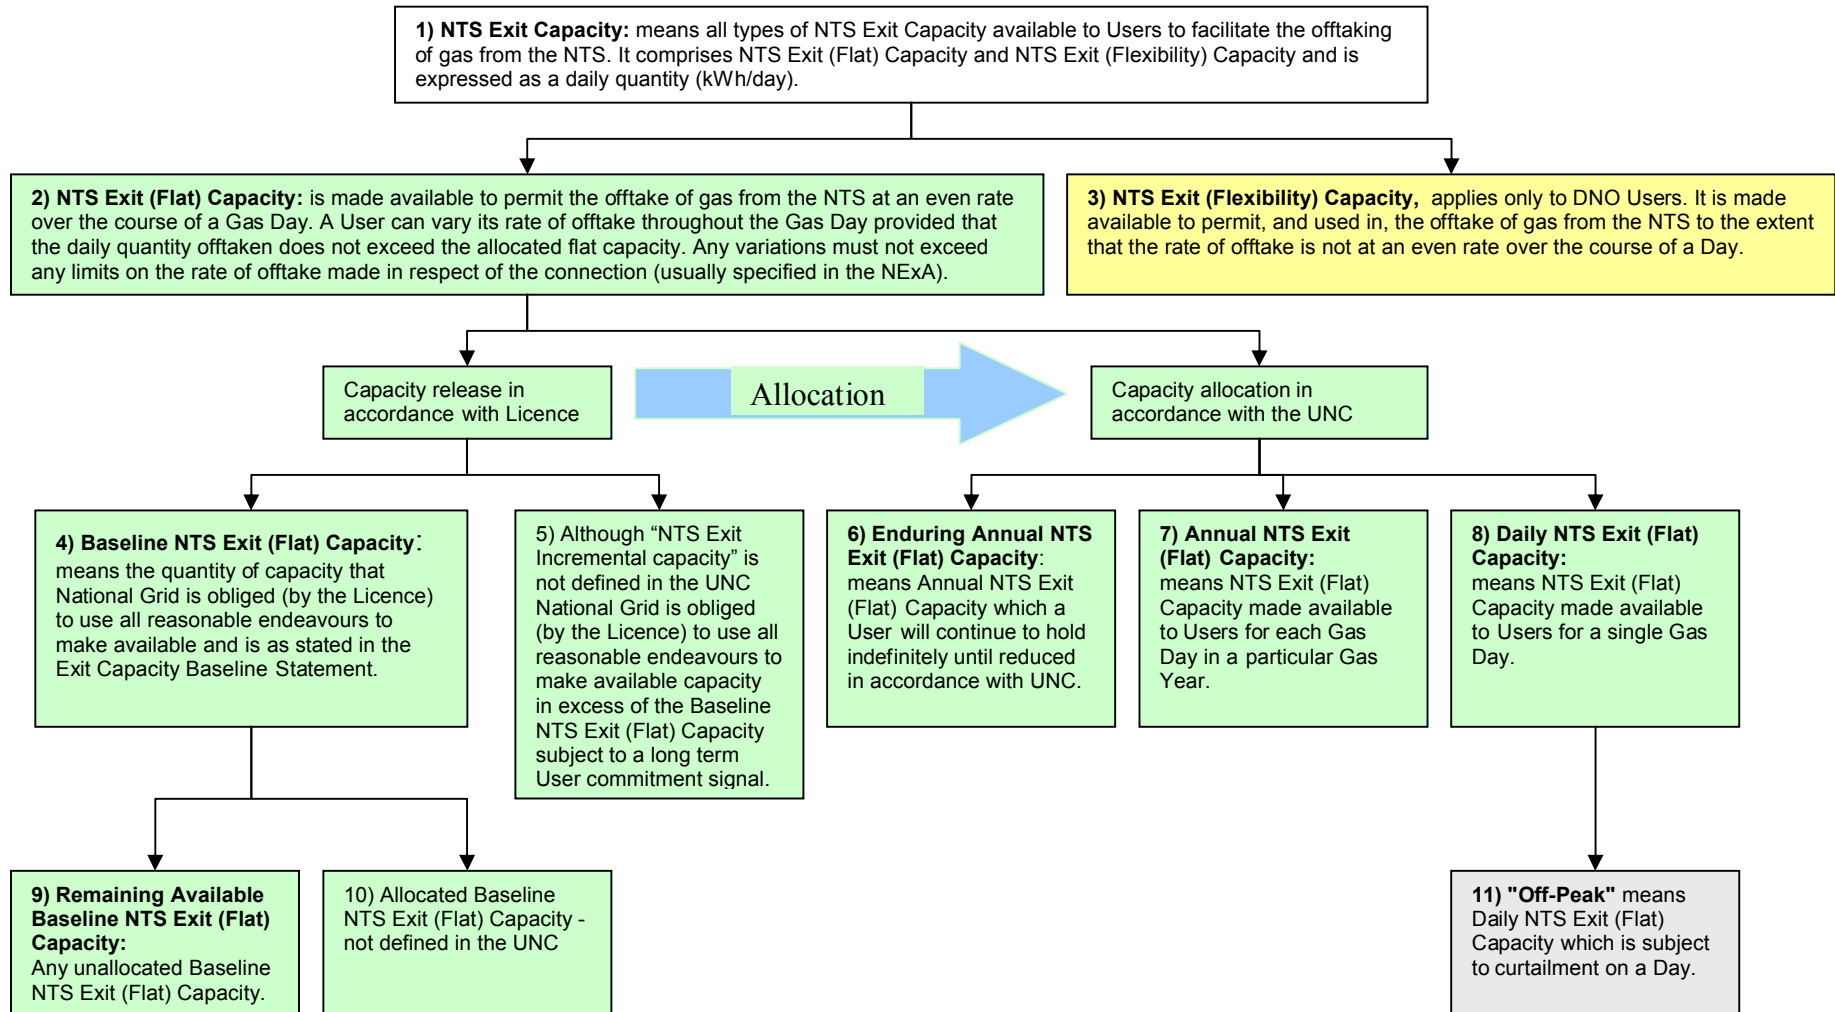 1) NTS Exit Capacity: means all types of NTS Exit Capacity available to Users to facilitate the offtaking
of gas from the NTS. It comprises NTS Exit (Flat) Capacity and NTS Exit (Flexibility) Capacity and is
expressed as a daily quantity (kWh/day).
2) NTS Exit (Flat) Capacity: is made available to permit the offtake of gas from the NTS at an even rate
over the course of a Gas Day. A User can vary its rate of offtake throughout the Gas Day provided that
the daily quantity offtaken does not exceed the allocated flat capacity. Any variations must not exceed
any limits on the rate of offtake made in respect of the connection (usually specified in the NExA).
3) NTS Exit (Flexibility) Capacity, applies only to DNO Users. It is made
available to permit, and used in, the offtake of gas from the NTS to the extent
that the rate of offtake is not at an even rate over the course of a Day.
Capacity release in
accordance with Licence
Allocation
Capacity allocation in
accordance with the UNC
4) Baseline NTS Exit (Flat) Capacity:
means the quantity of capacity that
National Grid is obliged (by the Licence)
to use all reasonable endeavours to
make available and is as stated in the
Exit Capacity Baseline Statement.
5) Although “NTS Exit
Incremental capacity” is
not defined in the UNC
National Grid is obliged
(by the Licence) to use all
reasonable endeavours to
make available capacity
in excess of the Baseline
NTS Exit (Flat) Capacity
subject to a long term
User commitment signal.
6) Enduring Annual NTS
Exit (Flat) Capacity:
means Annual NTS Exit
(Flat) Capacity which a
User will continue to hold
indefinitely until reduced
in accordance with UNC.
7) Annual NTS Exit
(Flat) Capacity:
means NTS Exit (Flat)
Capacity made available
to Users for each Gas
Day in a particular Gas
Year.
8) Daily NTS Exit (Flat)
Capacity:
means NTS Exit (Flat)
Capacity made available
to Users for a single Gas
Day.
9) Remaining Available
Baseline NTS Exit (Flat)
Capacity:
Any unallocated Baseline
NTS Exit (Flat) Capacity.
10) Allocated Baseline
NTS Exit (Flat) Capacity -
not defined in the UNC
11) "Off-Peak" means
Daily NTS Exit (Flat)
Capacity which is subject
to curtailment on a Day.